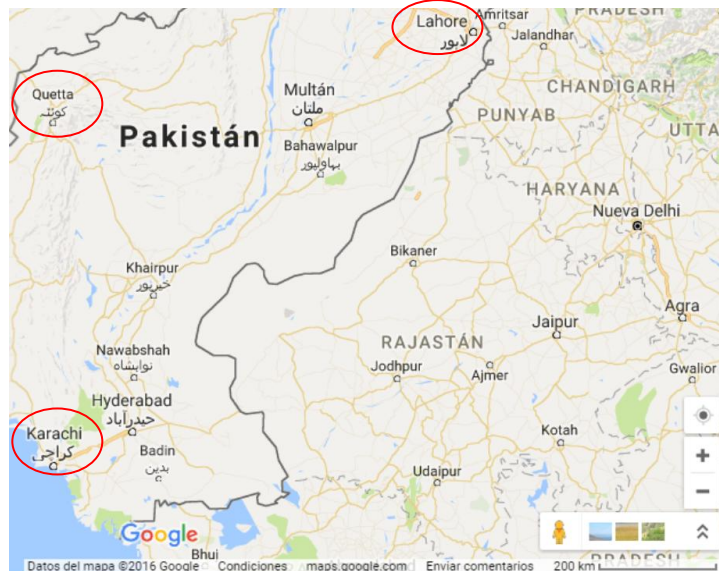 PRADESH
Lahore
لاہور
Amritsar
Jalandhar
Quetta
کوئٹہ
Multán
ملتان
CHANDIGARH
PUNYAB
UTTA
Pakistán
Bahawalpur
بہاولپور
HARYANA
Nueva Delhi
Bikaner
Khairpur
خیرپور
Agra
Jaipur
RAJASTÁN
Nawabshah
نوابشاہ
Jodhpur
Ajmer
Gwalior
Hyderabad
حیدرآباد
Karachi
کراچی
Kotah
Badin
بدین
Udaipur
Google
Bhuj
PRADESH
Datos del mapa ©2016 Google Condiciones maps.google.com Enviar comentarios 200 km